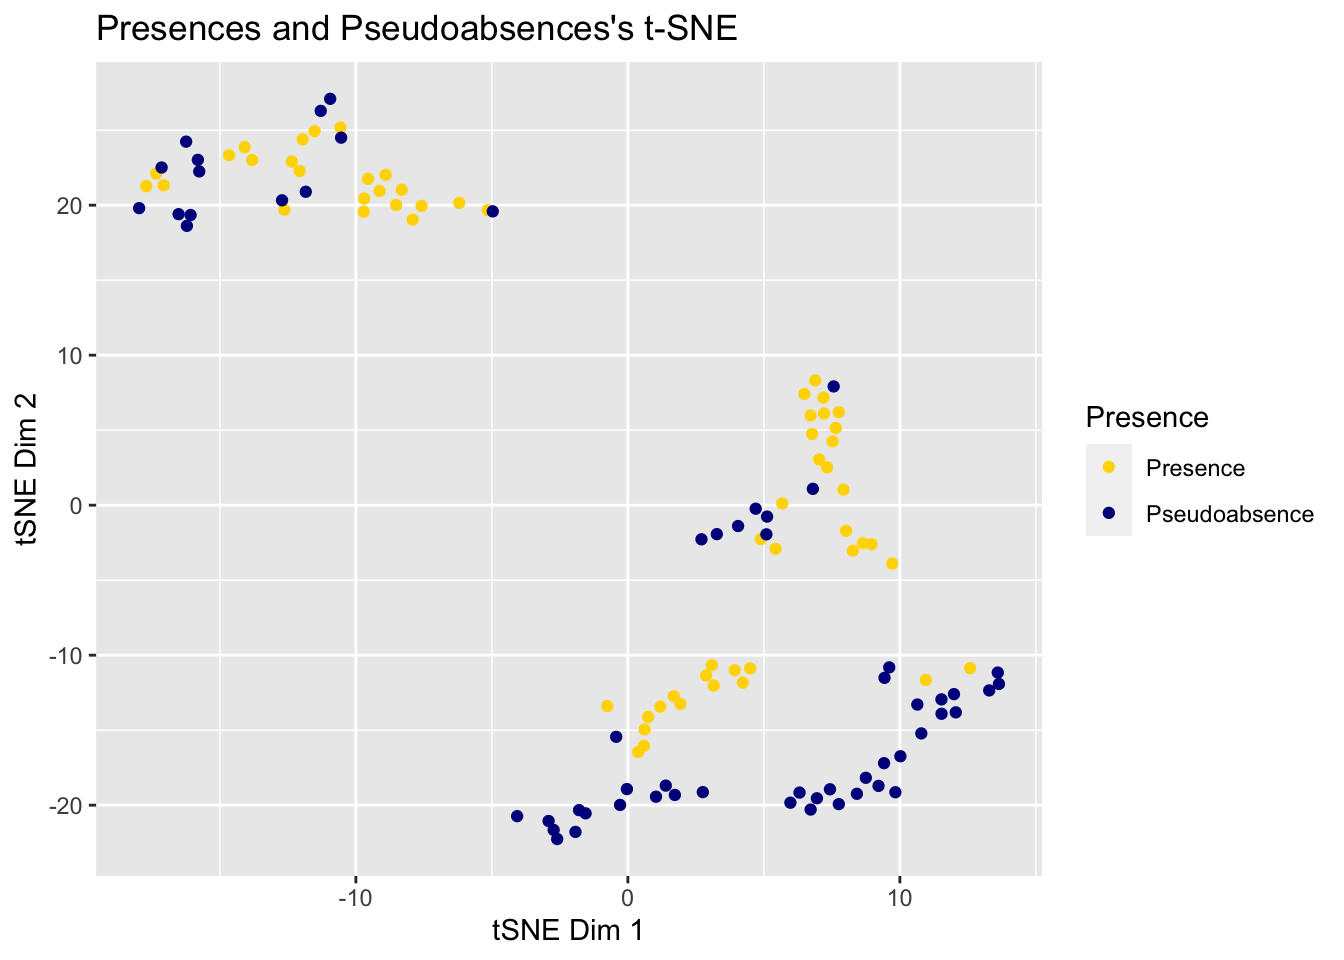 Presences and Pseudoabsences's t-SNE
20
10
0
-10
-20
tSNE Dim 2
-10
0
10
tSNE Dim 1
Presence
Presence
Pseudoabsence